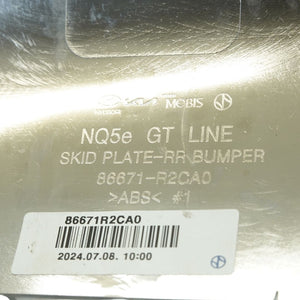 MOBIS
NQ5e GT LINE
SKID PLATE-RR BUMPER
86671-R2CA0
>ABS< #1
86671R2CA0
2024.07.08. 10:00